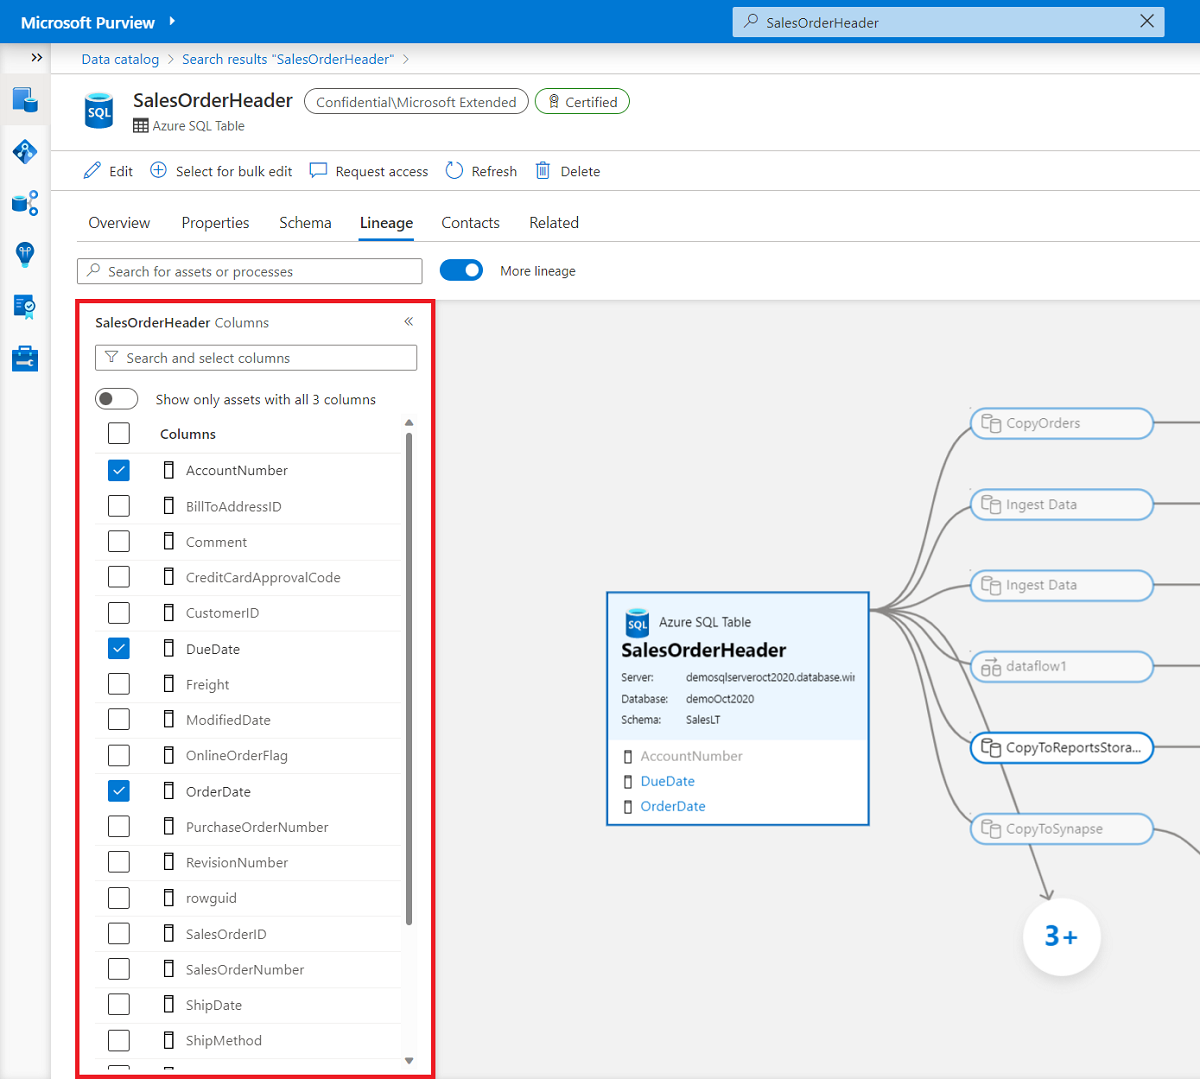 Microsoft Purview
SalesOrderHeader
Data catalog > Search results "SalesOrderHeader" >
SQL
SalesOrderHeader
Confidential\Microsoft Extended
Certified
Azure SQL Table
Edit
Select for bulk edit
Request access
Refresh
Delete
Overview
Properties
Schema
Lineage
Contacts
Related
Search for assets or processes
More lineage
SalesOrderHeader Columns
Search and select columns
Show only assets with all 3 columns
Columns
AccountNumber
BillToAddressID
Comment
CreditCardApprovalCode
CustomerID
DueDate
Freight
ModifiedDate
OnlineOrderFlag
OrderDate
PurchaseOrderNumber
RevisionNumber
rowguid
SalesOrderID
SalesOrderNumber
ShipDate
ShipMethod
SQL
Azure SQL Table
SalesOrderHeader
Server: demosqlserveroct2020.database.wir
Database: demoOct2020
Schema: SalesLT
AccountNumber
DueDate
OrderDate
CopyOrders
Ingest Data
Ingest Data
dataflow1
CopyToReportsStora...
CopyToSynapse
3+